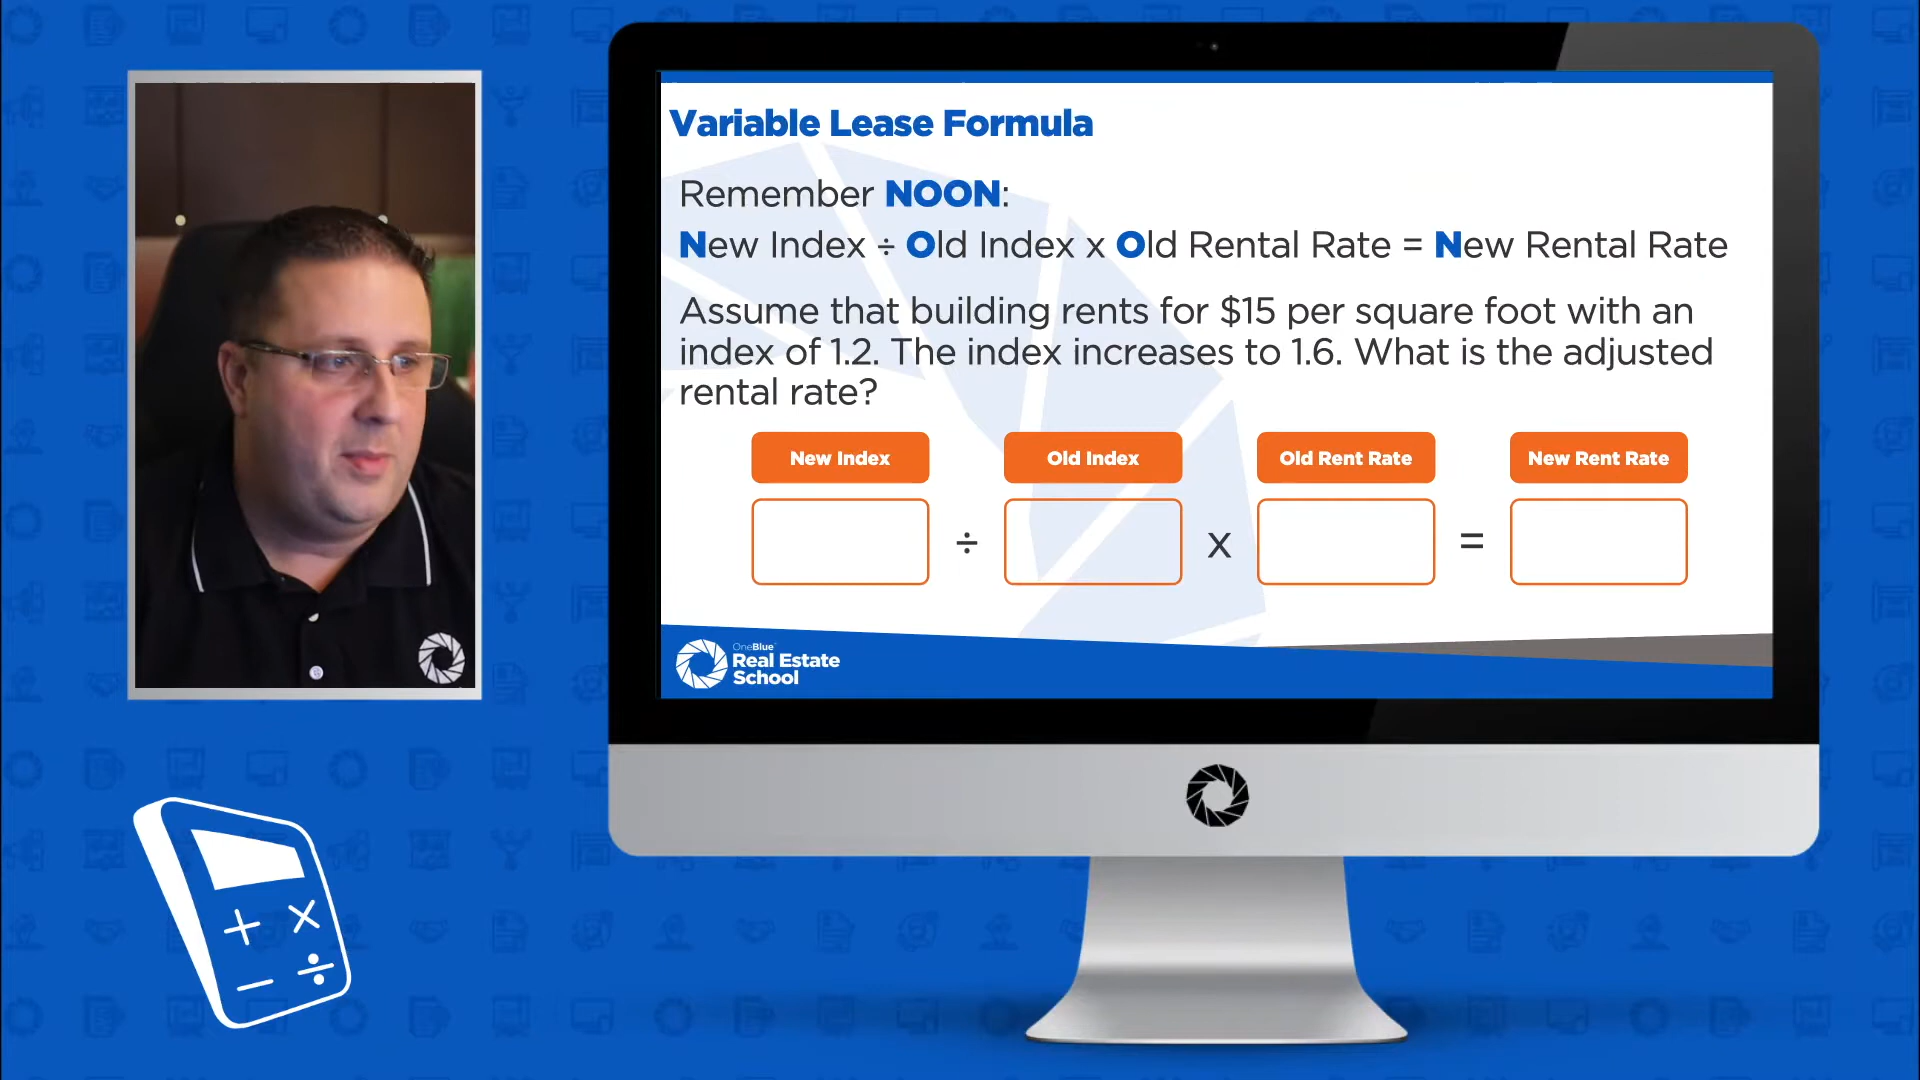 Variable Lease Formula
Remember NOON:
New Index ÷ Old Index x Old Rental Rate = New Rental Rate
Assume that building rents for $15 per square foot with an
index of 1.2. The index increases to 1.6. What is the adjusted
rental rate?
New Index Old Index Old Rent Rate New Rent Rate
÷ x =
OneBlue
Real Estate
School
+ ×
− ÷